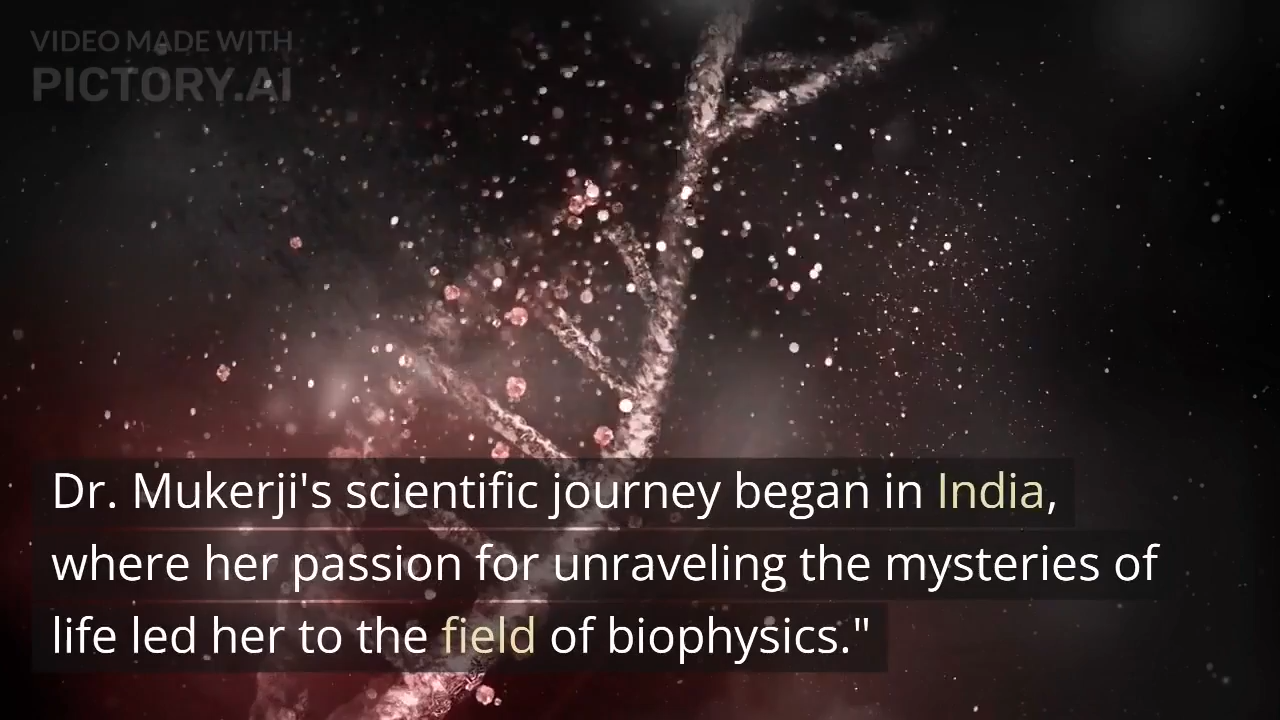 VIDEO MADE WITH
PICTORY.AI
Dr. Mukerji's scientific journey began in India,
where her passion for unraveling the mysteries of
life led her to the field of biophysics."